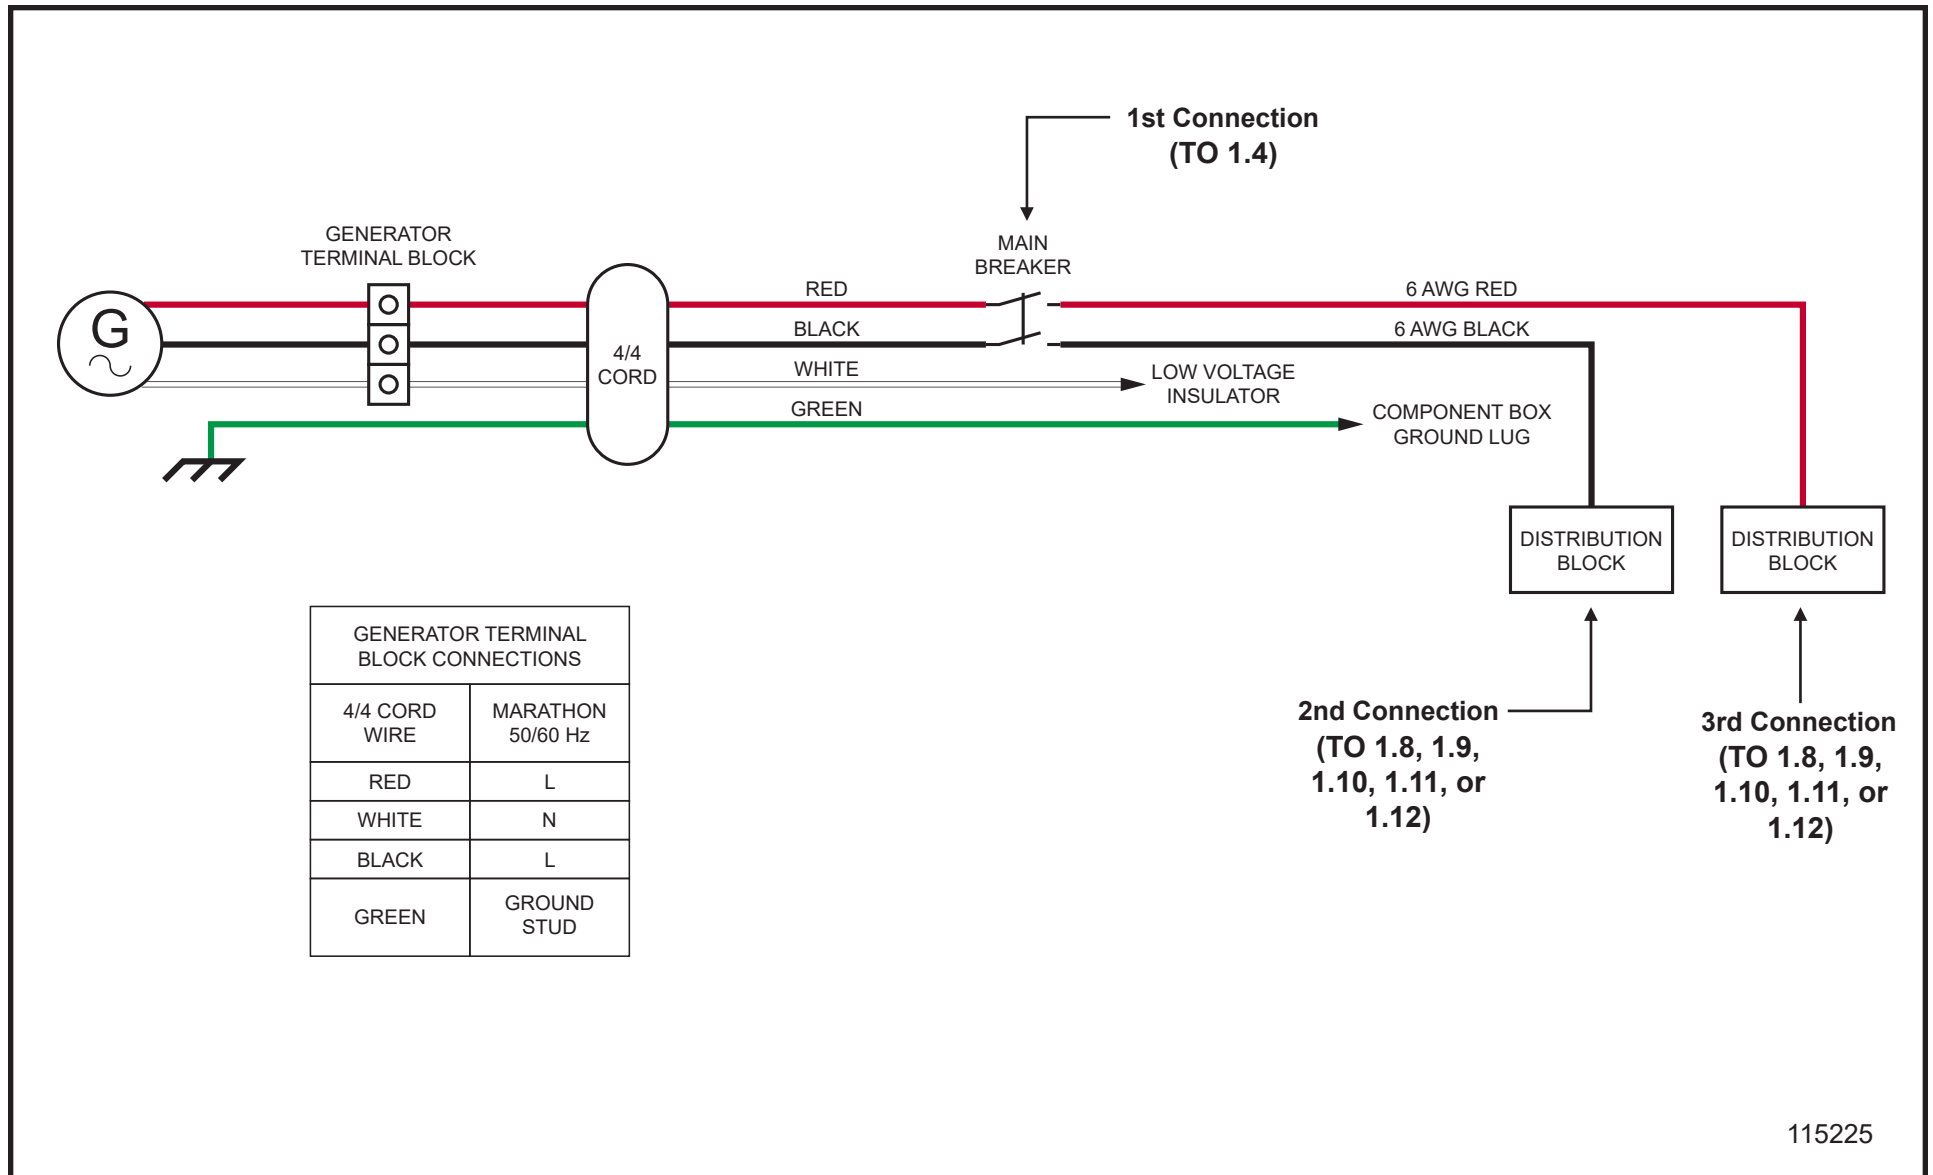 1st Connection
(TO 1.4)
GENERATOR
TERMINAL BLOCK
MAIN
BREAKER
G
RED
6 AWG RED
BLACK
6 AWG BLACK
4/4
CORD
WHITE
LOW VOLTAGE
INSULATOR
GREEN
COMPONENT BOX
GROUND LUG
DISTRIBUTION
BLOCK
DISTRIBUTION
BLOCK
GENERATOR TERMINAL
BLOCK CONNECTIONS
4/4 CORD
WIRE
MARATHON
50/60 Hz
RED
L
WHITE
N
BLACK
L
GREEN
GROUND
STUD
2nd Connection
(TO 1.8, 1.9,
1.10, 1.11, or
1.12)
3rd Connection
(TO 1.8, 1.9,
1.10, 1.11, or
1.12)
115225